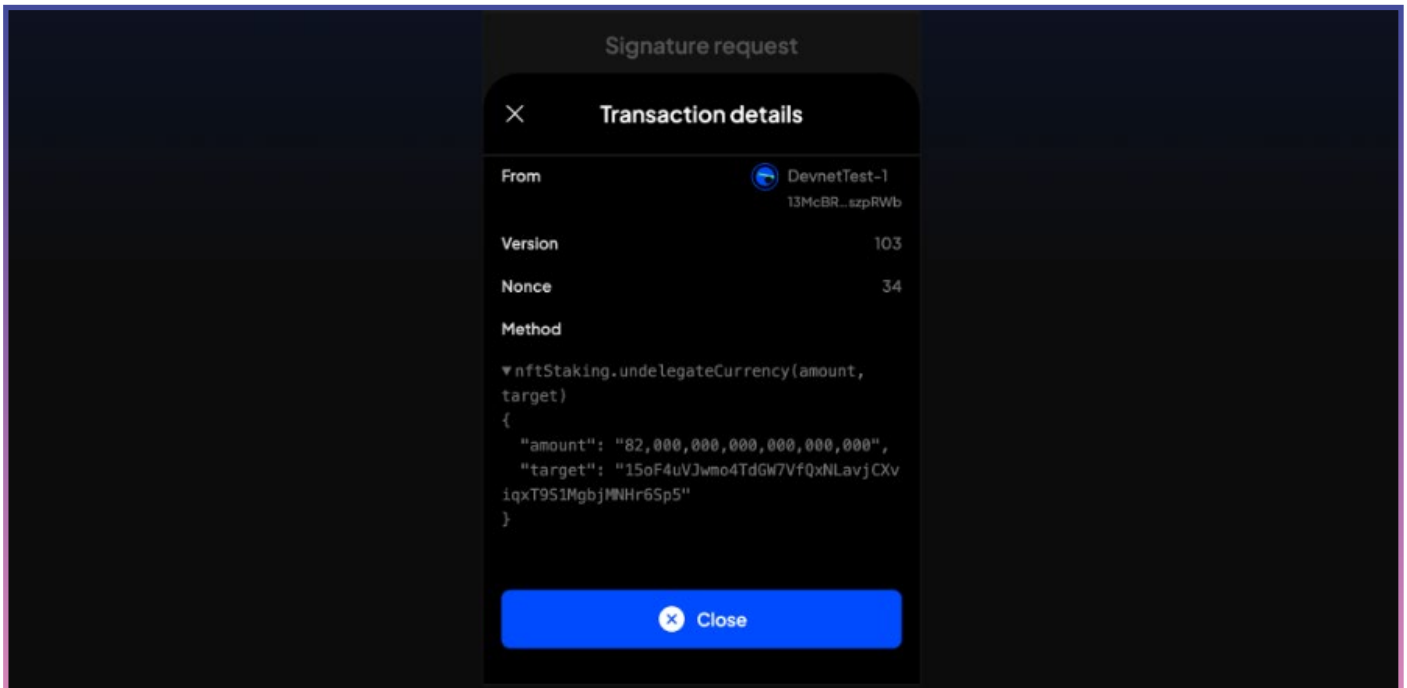 Signature request
Transaction details
From DevnetTest-1
13McBR...szpRWb
Version 103
Nonce 34
Method
▼nftStaking.undelegateCurrency(amount,
target)
{
"amount": "82,000,000,000,000,000,000",
"target": "15oF4uVJwmo4TdGW7VfQxNLavjCXv
iqxT9S1MgbjMNHr6Sp5"
}
Close